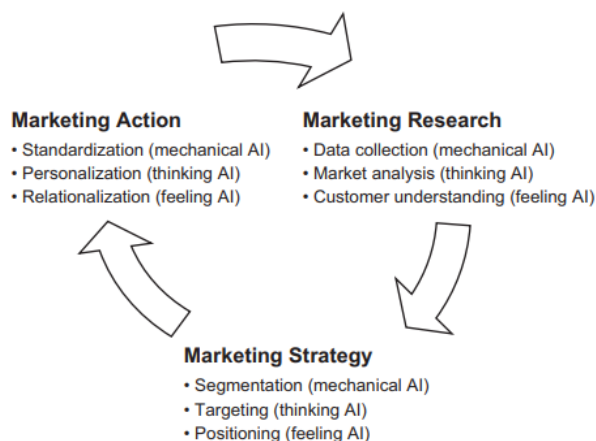 Marketing Action
• Standardization (mechanical AI)
• Personalization (thinking AI)
• Relationalization (feeling AI)
Marketing Research
• Data collection (mechanical AI)
• Market analysis (thinking AI)
• Customer understanding (feeling AI)
Marketing Strategy
• Segmentation (mechanical AI)
• Targeting (thinking AI)
• Positioning (feeling AI)